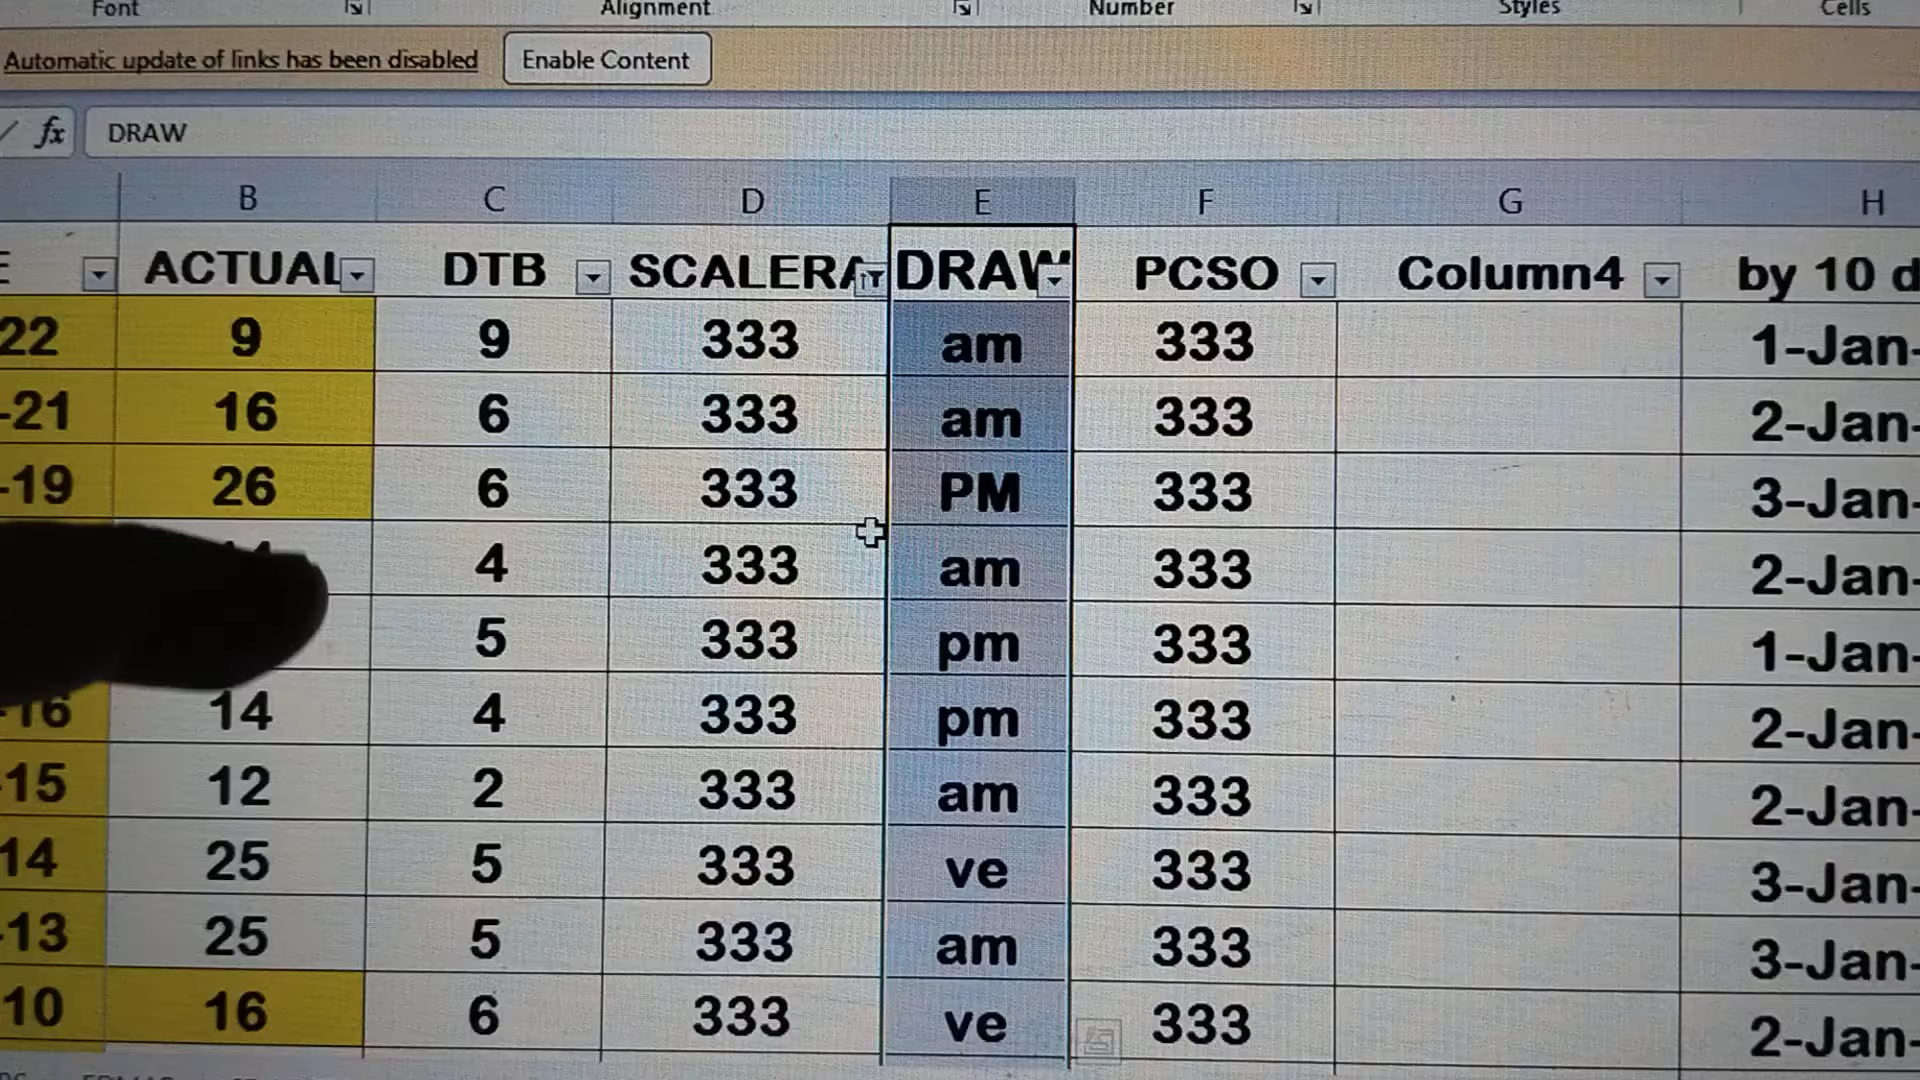 Font Alignment Number Styles Cells
Automatic update of links has been disabled Enable Content
fx DRAW
B C D E F G H
E ACTUAL DTB SCALERA DRAW PCSO Column4 by 10 d
22 9 9 333 am 333 1-Jan-
-21 16 6 333 am 333 2-Jan-
-19 26 6 333 PM 333 3-Jan-
4 333 am 333 2-Jan-
5 333 pm 333 1-Jan-
-16 14 4 333 pm 333 2-Jan-
-15 12 2 333 am 333 2-Jan-
14 25 5 333 ve 333 3-Jan-
-13 25 5 333 am 333 3-Jan-
10 16 6 333 ve 333 2-Jan-